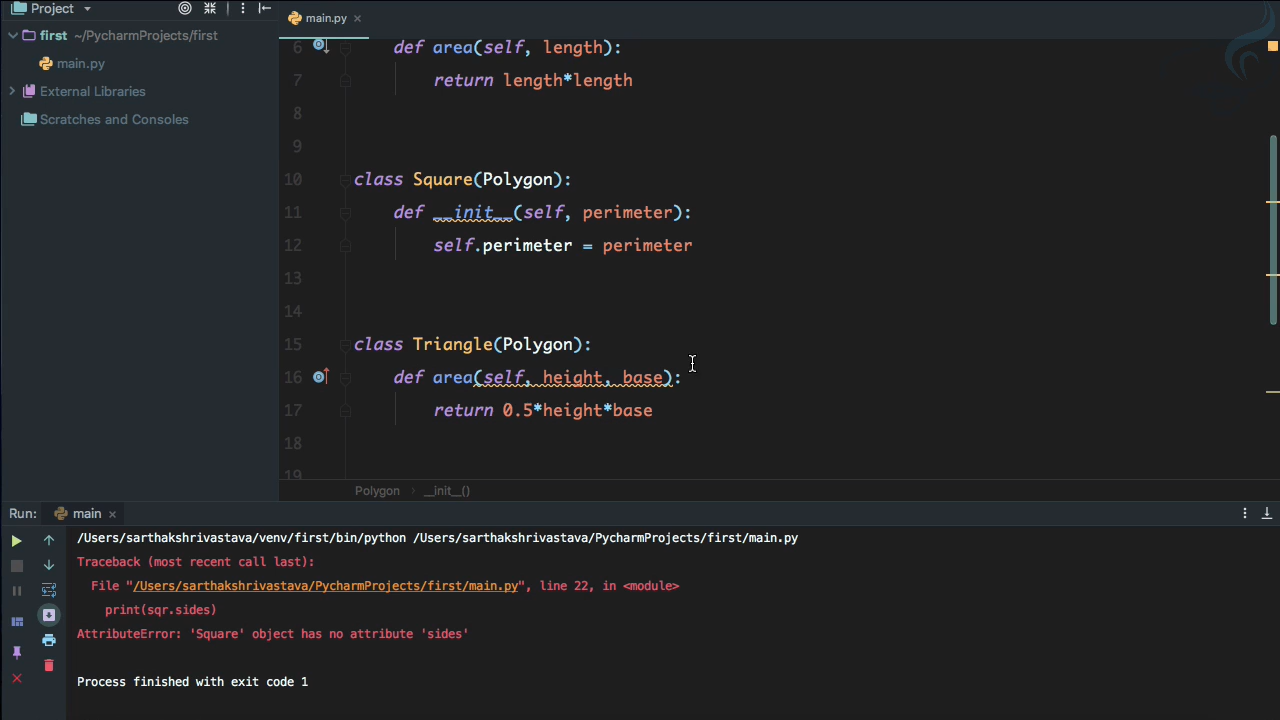 Project
main.py
first ~/PycharmProjects/first
main.py
External Libraries
Scratches and Consoles
6 def area(self, length):
7 return length*length
8
9
10 class Square(Polygon):
11 def __init__(self, perimeter):
12 self.perimeter = perimeter
13
14
15 class Triangle(Polygon):
16 def area(self, height, base):
17 return 0.5*height*base
18
19
Polygon › __init__()
Run: main
/Users/sarthakshrivastava/venv/first/bin/python /Users/sarthakshrivastava/PycharmProjects/first/main.py
Traceback (most recent call last):
File "/Users/sarthakshrivastava/PycharmProjects/first/main.py", line 22, in <module>
print(sqr.sides)
AttributeError: 'Square' object has no attribute 'sides'
Process finished with exit code 1